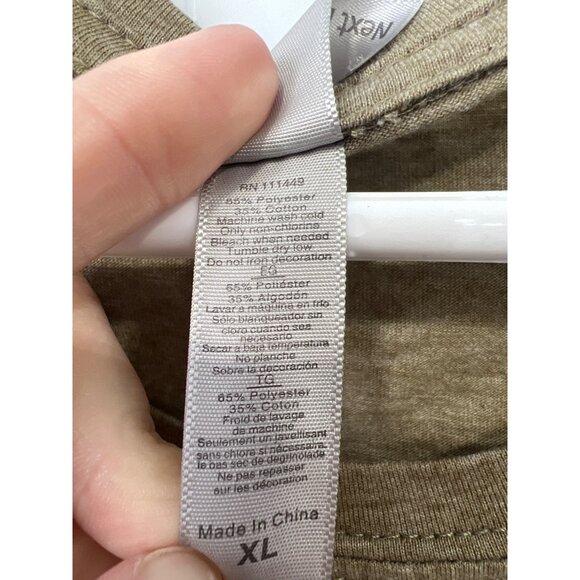 Next
RN 111449
65% Polyester
35% Cotton
Machine wash cold
Only non-chlorine
Bleach when needed
Tumble dry low
Do not iron decoration
EG
65% Poliéster
35% Algodón
Lavar a máquina en frío
Solo blanqueador sin
cloro cuando sea
necesario
Secar a baja temperatura
No planche
Sobre la decoración
TG
65% Polyester
35% Coton
Froid de lavage
de machine
Seulement un javellisant
sans chlore si nécessaire
le bas sec de degringolade
Ne pas repasser
sur les décoration
Made In China
XL